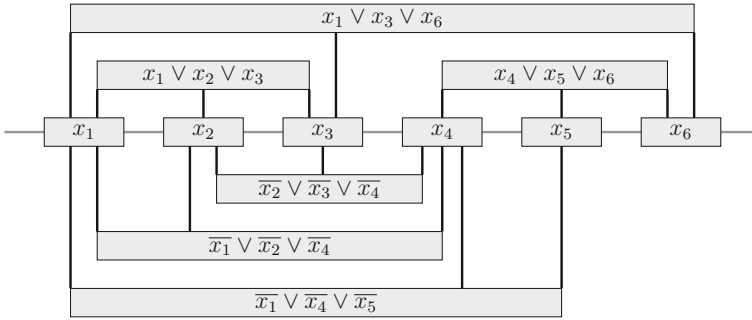 x₁ ∨ x₃ ∨ x₆
x₁ ∨ x₂ ∨ x₃ x₄ ∨ x₅ ∨ x₆
x₁ x₂ x₃ x₄ x₅ x₆
x̅₂ ∨ x̅₃ ∨ x̅₄
x̅₁ ∨ x̅₂ ∨ x̅₄
x̅₁ ∨ x̅₄ ∨ x̅₅